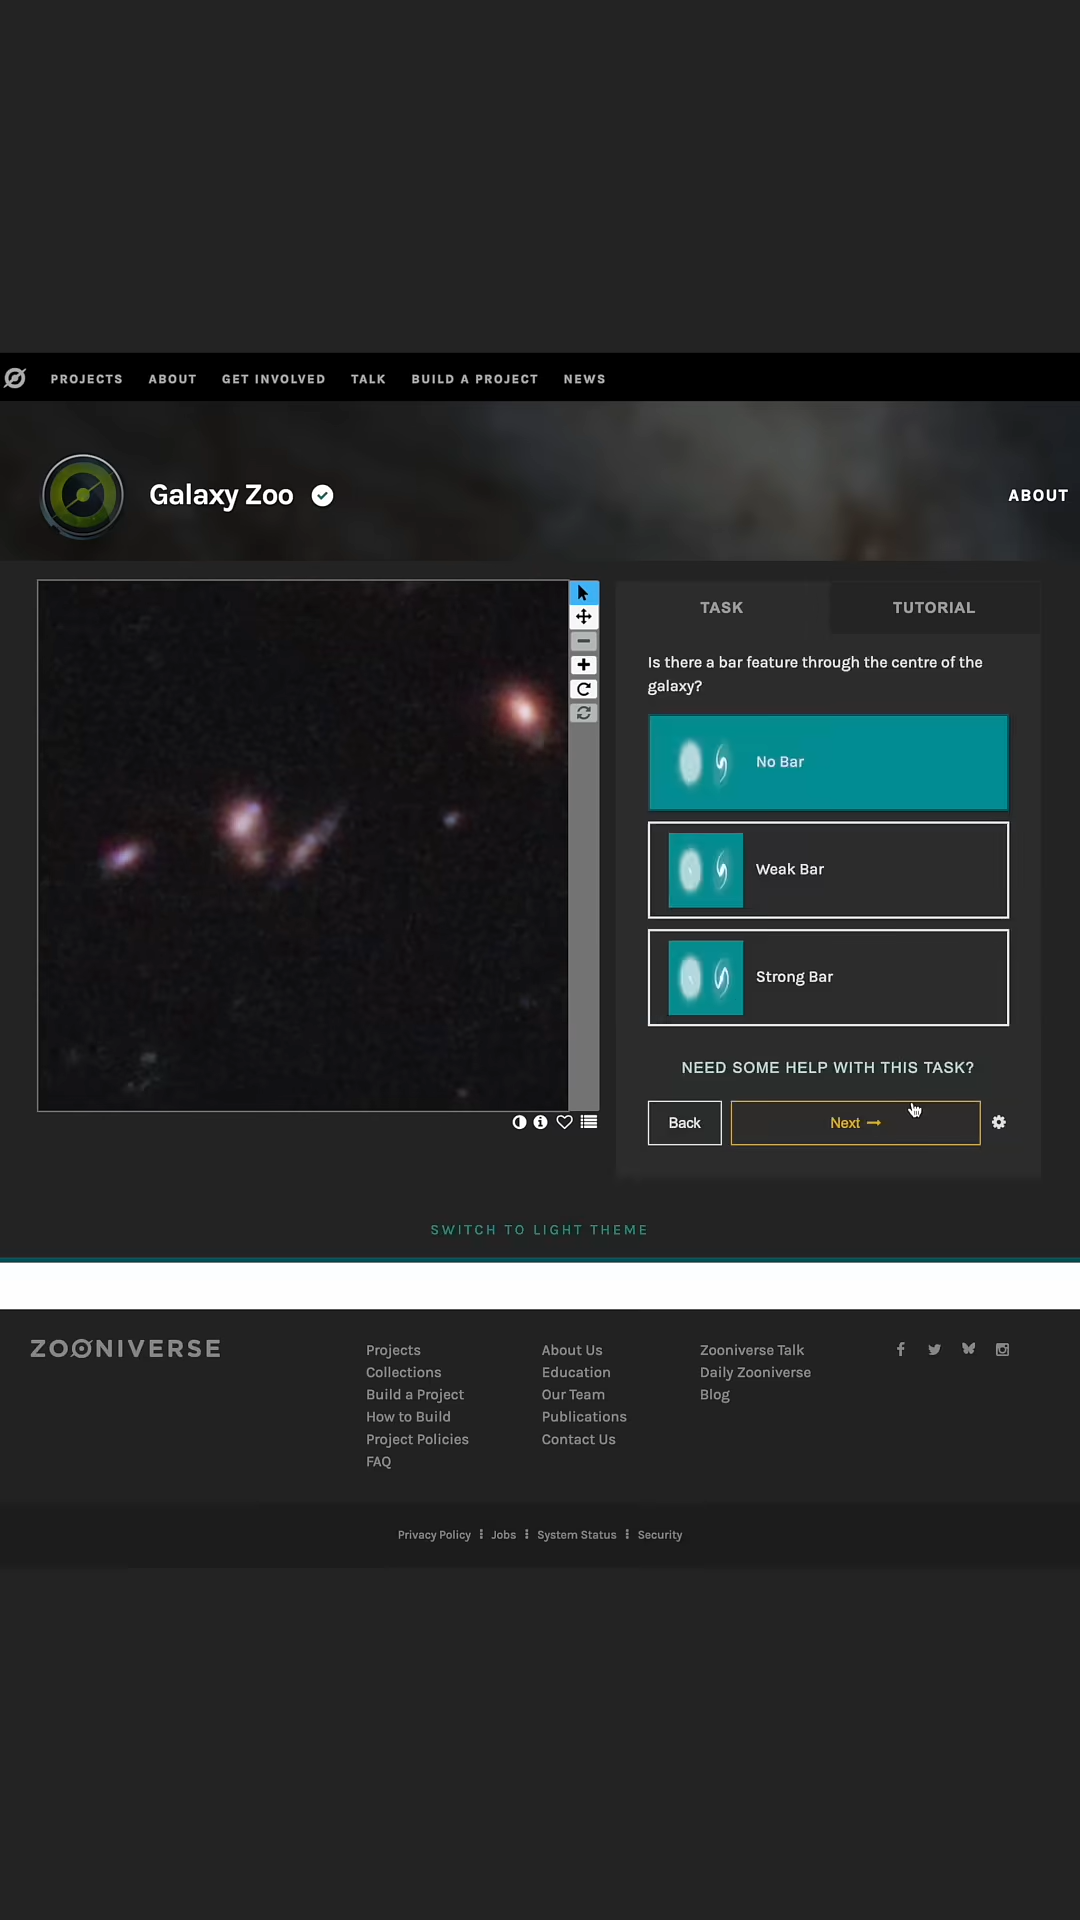 PROJECTS ABOUT GET INVOLVED TALK BUILD A PROJECT NEWS
Galaxy Zoo
ABOUT
TASK
TUTORIAL
Is there a bar feature through the centre of the
galaxy?
No Bar
Weak Bar
Strong Bar
NEED SOME HELP WITH THIS TASK?
Back
Next →
SWITCH TO LIGHT THEME
ZOONIVERSE
Projects
Collections
Build a Project
How to Build
Project Policies
FAQ
About Us
Education
Our Team
Publications
Contact Us
Zooniverse Talk
Daily Zooniverse
Blog
Privacy Policy
Jobs
System Status
Security